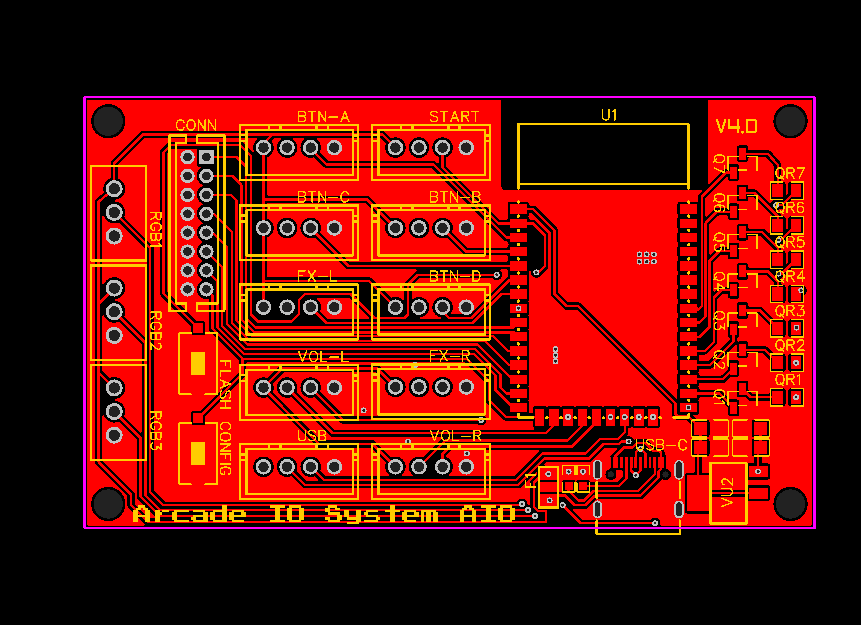 CONN
BTN-A
START
U1
V4.0
Q7
QR7
RGB1
BTN-C
BTN-B
Q6
QR6
Q5
QR5
FX-L
BTN-D
Q4
QR4
RGB2
Q3
QR3
VOL-L
FX-R
Q2
QR2
FLASH
Q1
QR1
RGB3
CONFIG
USB
VOL-R
USB-C
F1
VU2
Arcade IO System AIO